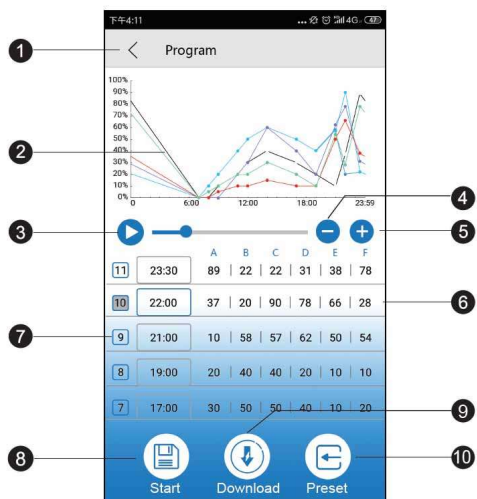 下午4:11 ... 4G 47
1 Program
100%
90%
80%
70%
60%
50%
40%
30%
20%
10%
0 6:00 12:00 18:00 23:59
2
3
4
5
A B C D E F
11 23:30 89 | 22 | 22 | 31 | 38 | 78
10 22:00 37 | 20 | 90 | 78 | 66 | 28
6
7
9 21:00 10 | 58 | 57 | 62 | 50 | 54
8 19:00 20 | 40 | 40 | 20 | 10 | 10
7 17:00 30 | 50 | 50 | 40 | 10 | 20
9
8
10
Start Download Preset